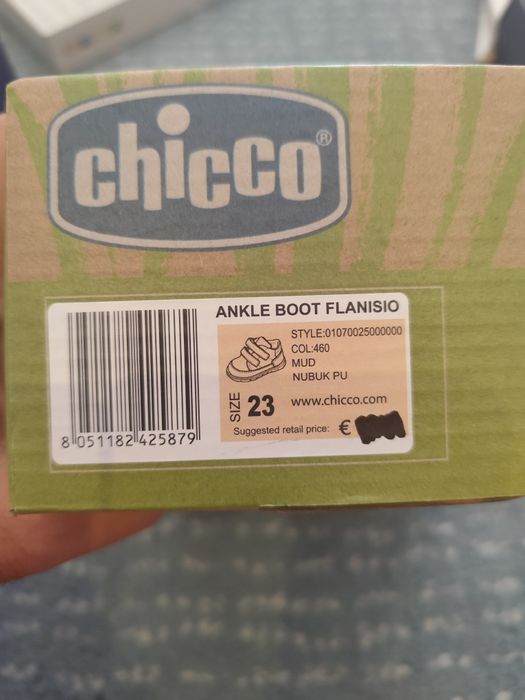 chicco®
ANKLE BOOT FLANISIO
STYLE:01070025000000
COL:460
MUD
NUBUK PU
SIZE 23
www.chicco.com
Suggested retail price: €
8 051182 425879